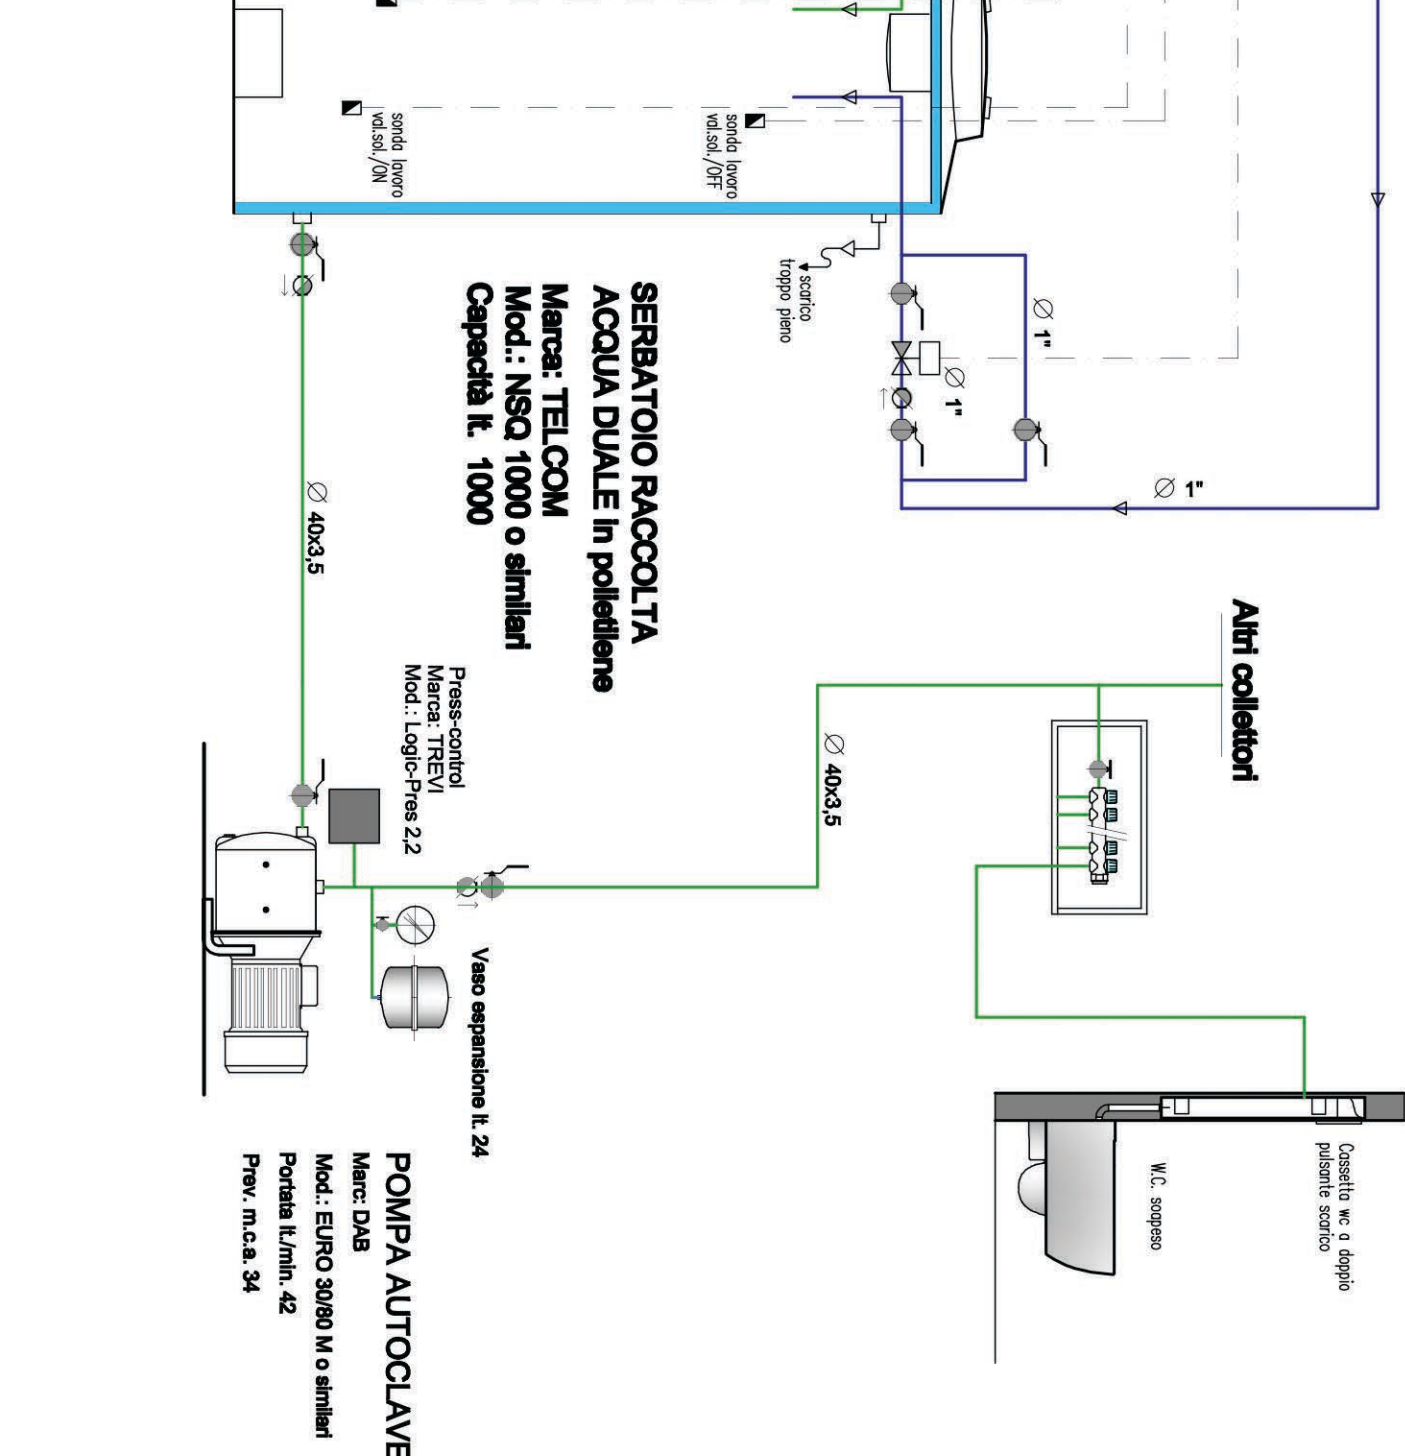 sonda lavoro
val.sol./ON
sonda lavoro
val.sol./OFF
scarico
troppo pieno
SERBATOIO RACCOLTA
ACQUA DUALE in polietilene
Marca: TELCOM
Mod.: NSQ 1000 o similari
Capacità lt. 1000
Ø 1"
Ø 1"
Ø 1"
Ø 40x3,5
Altri collettori
Press-control
Marca: TREVI
Mod.: Logic-Pres 2,2
Ø 40x3,5
Vaso espansione lt. 24
POMPA AUTOCLAVE
Marc: DAB
Mod.: EURO 30/80 M o similari
Portata lt./min. 42
Prev. m.c.a. 34
Cassetta wc a doppio
pulsante scarico
W.C. soapeso